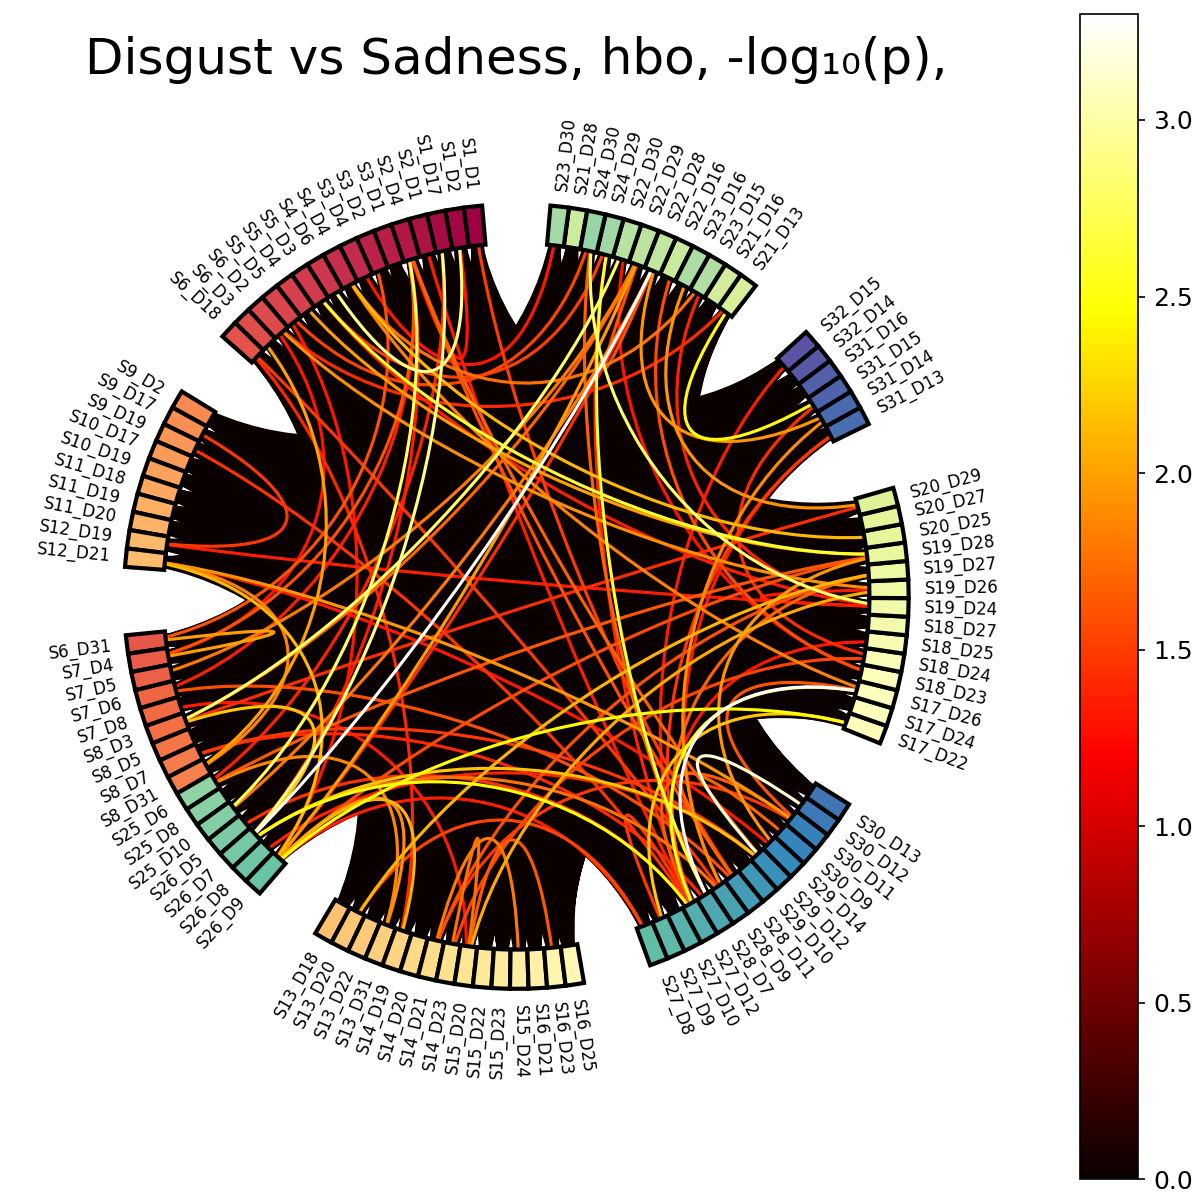 Disgust vs Sadness, hbo, -log₁₀(p),
S1_D1
S1_D2
S1_D17
S2_D1
S2_D4
S3_D1
S3_D2
S3_D4
S4_D4
S4_D6
S5_D3
S5_D4
S5_D5
S6_D2
S6_D3
S6_D18
S9_D2
S9_D17
S9_D19
S10_D17
S10_D19
S11_D18
S11_D19
S11_D20
S12_D19
S12_D21
S6_D31
S7_D4
S7_D5
S7_D6
S7_D8
S8_D3
S8_D5
S8_D7
S8_D31
S25_D6
S25_D8
S25_D10
S26_D5
S26_D7
S26_D8
S26_D9
S13_D18
S13_D20
S13_D22
S13_D31
S14_D19
S14_D20
S14_D21
S14_D23
S15_D20
S15_D22
S15_D23
S15_D24
S16_D21
S16_D23
S16_D25
S27_D8
S27_D9
S27_D10
S27_D12
S28_D7
S28_D9
S28_D11
S29_D10
S29_D12
S29_D14
S30_D9
S30_D11
S30_D12
S30_D13
S17_D22
S17_D24
S17_D26
S18_D23
S18_D24
S18_D25
S18_D27
S19_D24
S19_D26
S19_D27
S19_D28
S20_D25
S20_D27
S20_D29
S31_D13
S31_D14
S31_D15
S31_D16
S32_D14
S32_D15
S21_D13
S21_D16
S23_D15
S23_D16
S22_D16
S22_D28
S22_D29
S22_D30
S24_D29
S24_D30
S21_D28
S23_D30
3.0
2.5
2.0
1.5
1.0
0.5
0.0